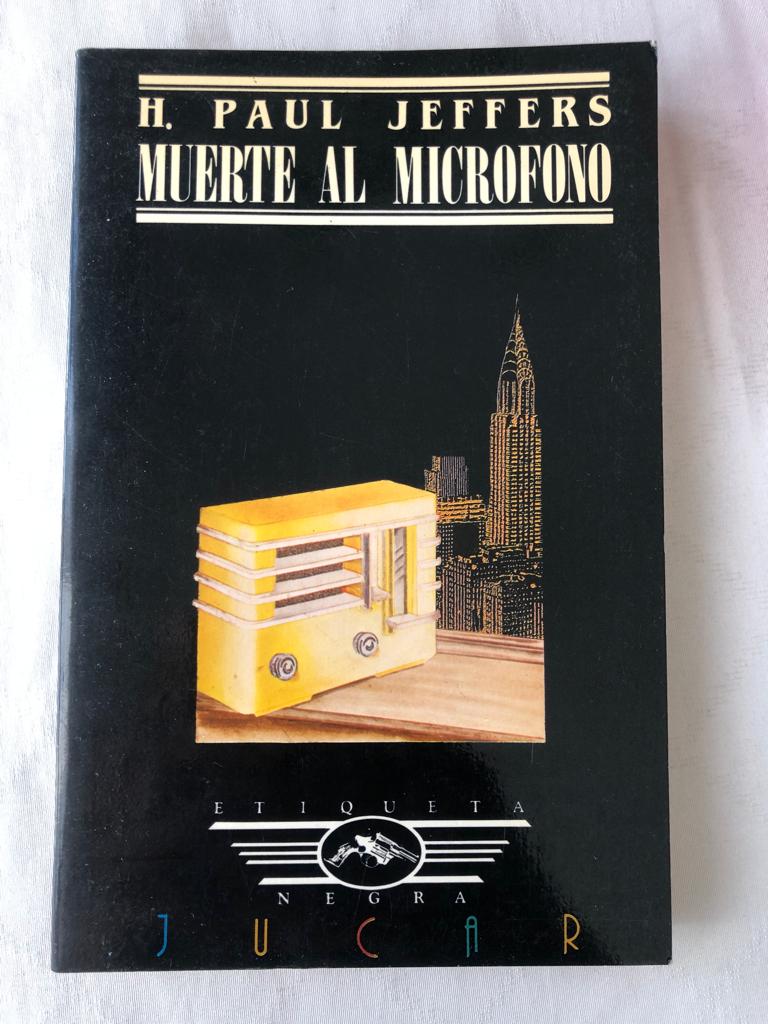 H. PAUL JEFFERS
MUERTE AL MICROFONO
ETIQUETA
NEGRA
JUCAR